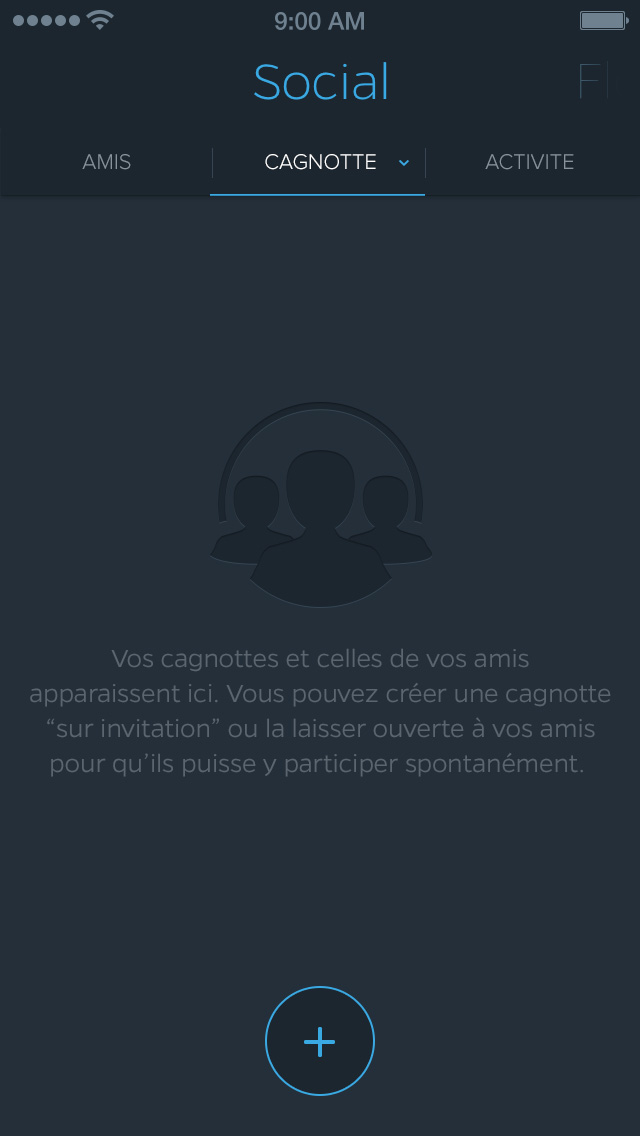 9:00 AM
Social
AMIS
CAGNOTTE
ACTIVITE
Vos cagnottes et celles de vos amis
apparaissent ici. Vous pouvez créer une cagnotte
“sur invitation” ou la laisser ouverte à vos amis
pour qu’ils puisse y participer spontanément.